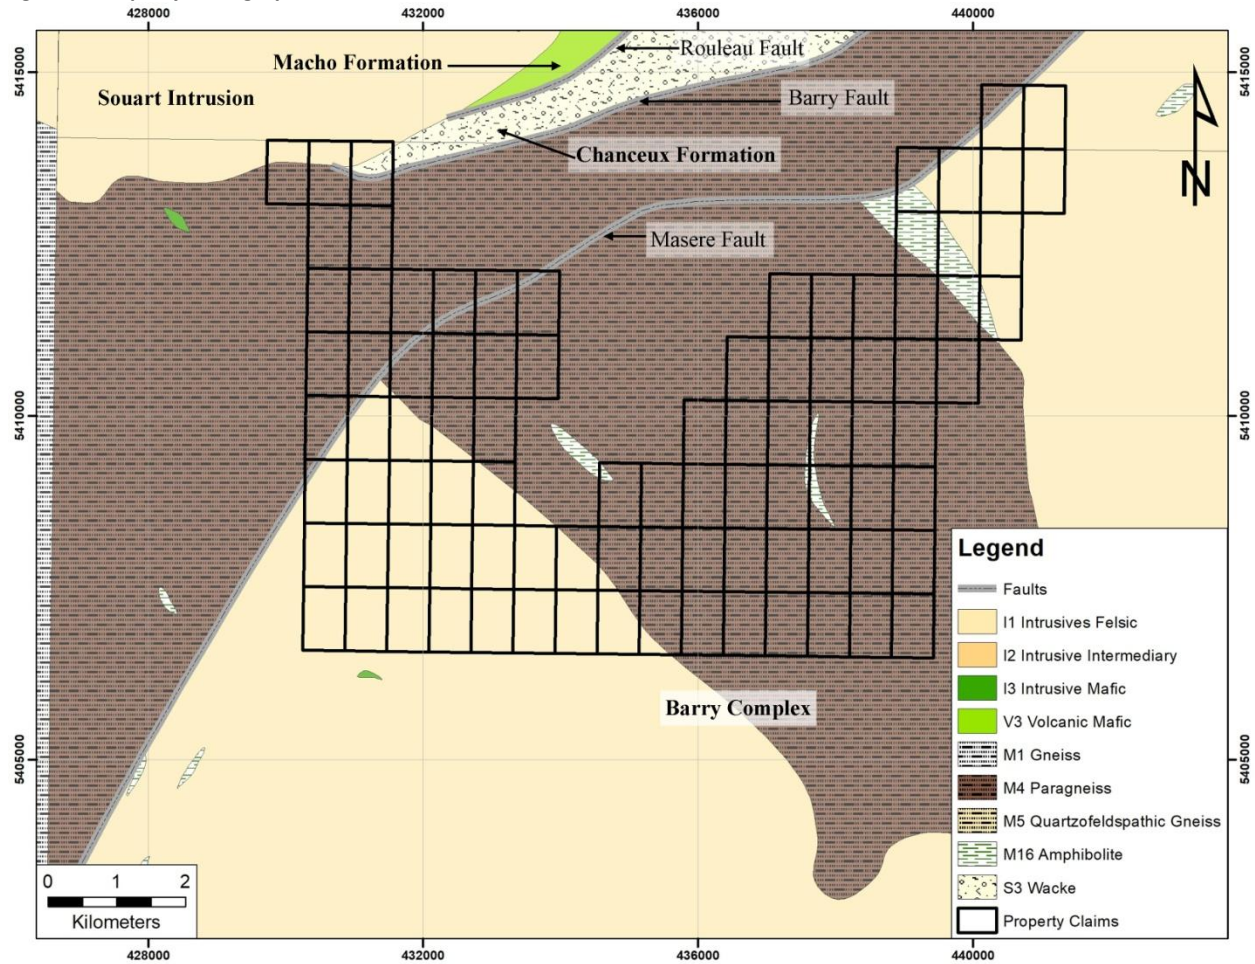 428000
432000
436000
440000
5415000
5415000
Rouleau Fault
Macho Formation
Souart Intrusion
Barry Fault
Chanceux Formation
N
Masere Fault
5410000
5410000
Barry Complex
5405000
5405000
Legend
Faults
I1 Intrusives Felsic
I2 Intrusive Intermediary
I3 Intrusive Mafic
V3 Volcanic Mafic
M1 Gneiss
M4 Paragneiss
M5 Quartzofeldspathic Gneiss
M16 Amphibolite
S3 Wacke
Property Claims
0 1 2
Kilometers
428000
432000
436000
440000